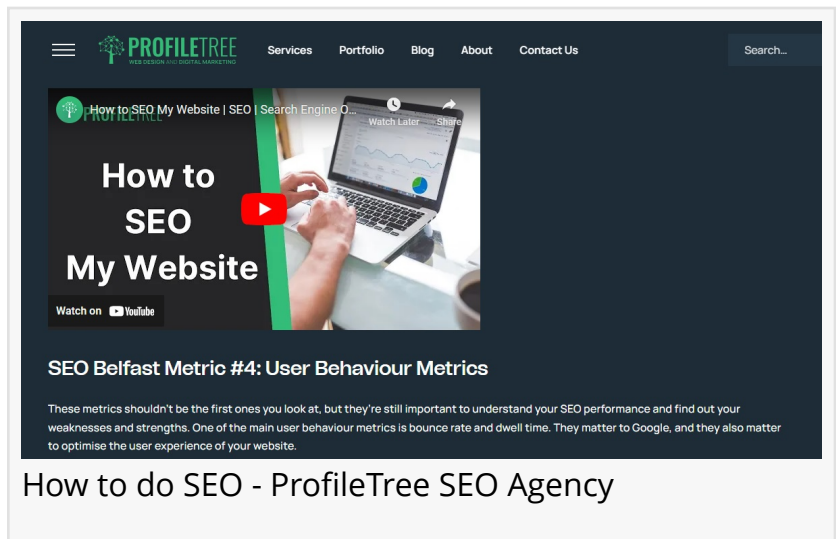 PROFILETREE
WEB DESIGN AND DIGITAL MARKETING
Services Portfolio Blog About Contact Us
Search...
How to SEO My Website | SEO | Search Engine O...
Watch Later Share
PROFILETREE
How to
SEO
My Website
Watch on YouTube
SEO Belfast Metric #4: User Behaviour Metrics
These metrics shouldn't be the first ones you look at, but they're still important to understand your SEO performance and find out your
weaknesses and strengths. One of the main user behaviour metrics is bounce rate and dwell time. They matter to Google, and they also matter
to optimise the user experience of your website.
How to do SEO - ProfileTree SEO Agency